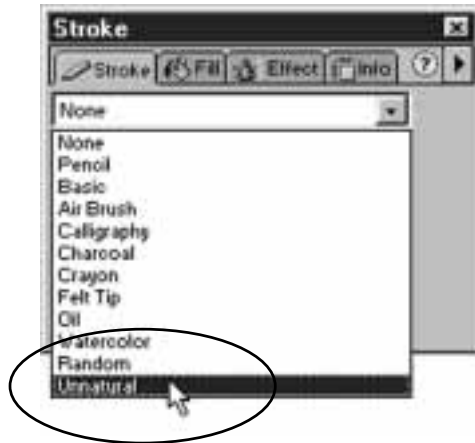 Stroke
Stroke Fill Effect Info ?
None
None
Pencil
Basic
Air Brush
Calligraphy
Charcoal
Crayon
Felt Tip
Oil
Watercolor
Random
Unnatural